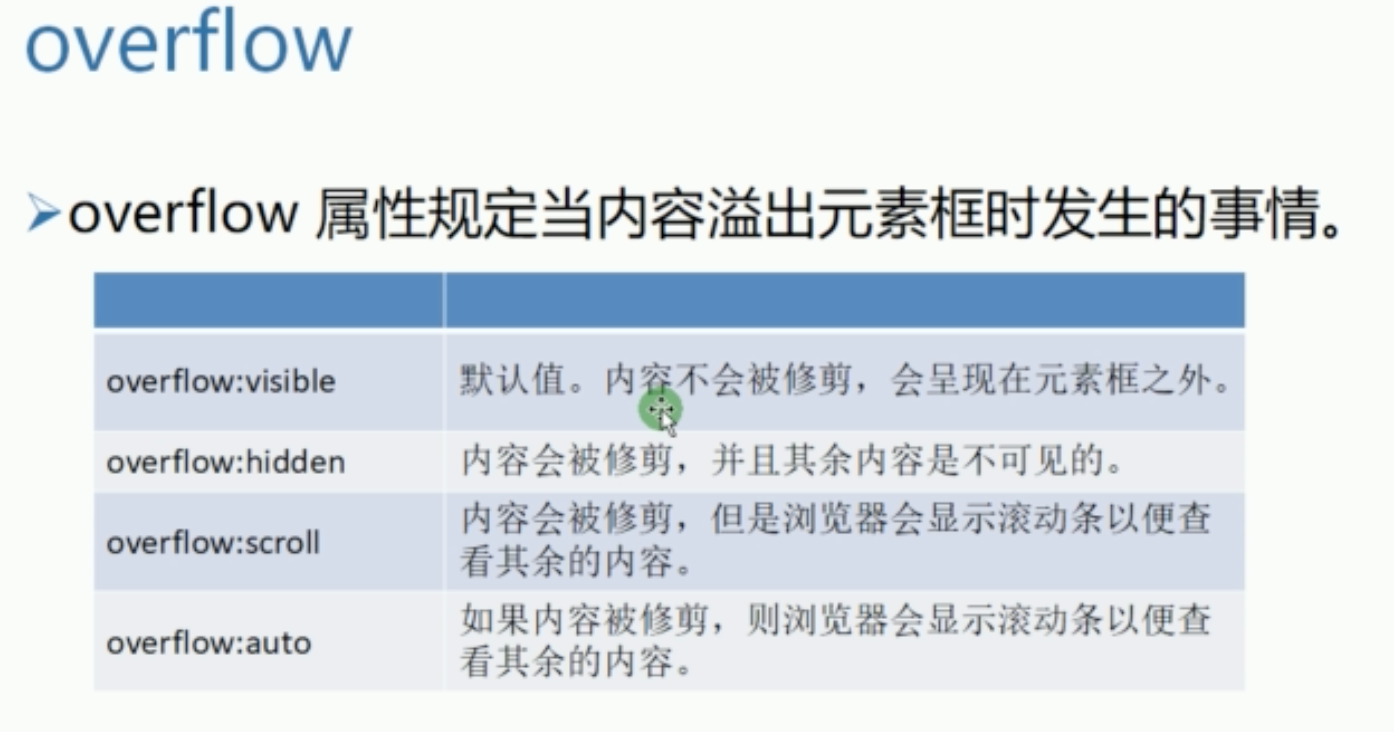 overflow
overflow 属性规定当内容溢出元素框时发生的事情。
overflow:visible
默认值。内容不会被修剪，会呈现在元素框之外。
overflow:hidden
内容会被修剪，并且其余内容是不可见的。
overflow:scroll
内容会被修剪，但是浏览器会显示滚动条以便查
看其余的内容。
overflow:auto
如果内容被修剪，则浏览器会显示滚动条以便查
看其余的内容。